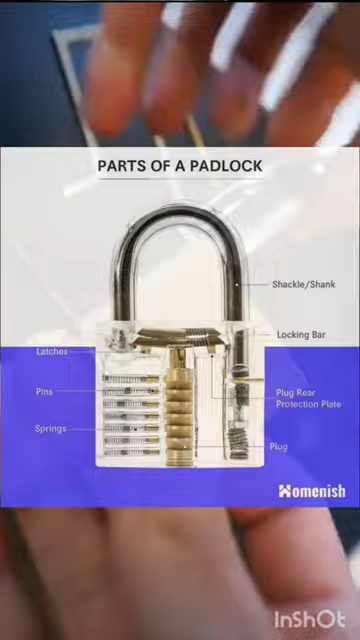 PARTS OF A PADLOCK
Shackle/Shank
Locking Bar
Latches
Pins
Plug Rear
Protection Plate
Springs
Plug
Homenish
InShOt